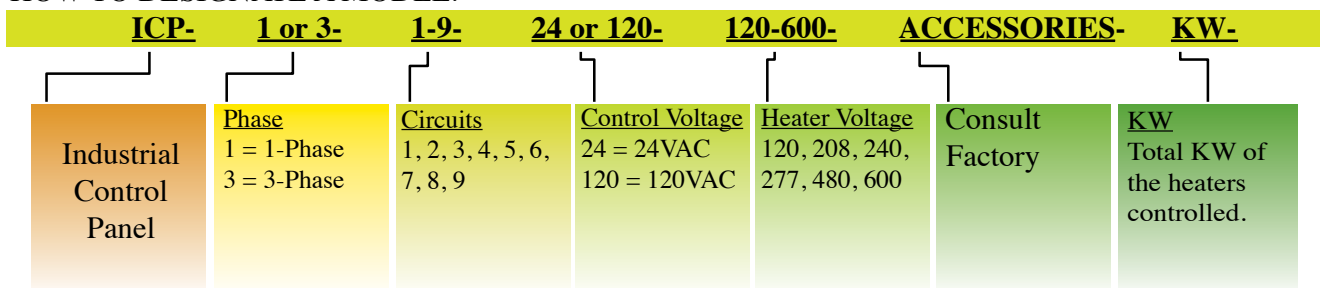 ICP- 1 or 3- 1-9- 24 or 120- 120-600- ACCESSORIES- KW-
Industrial
Control
Panel
Phase
1 = 1-Phase
3 = 3-Phase
Circuits
1, 2, 3, 4, 5, 6,
7, 8, 9
Control Voltage
24 = 24VAC
120 = 120VAC
Heater Voltage
120, 208, 240,
277, 480, 600
Consult
Factory
KW
Total KW of
the heaters
controlled.